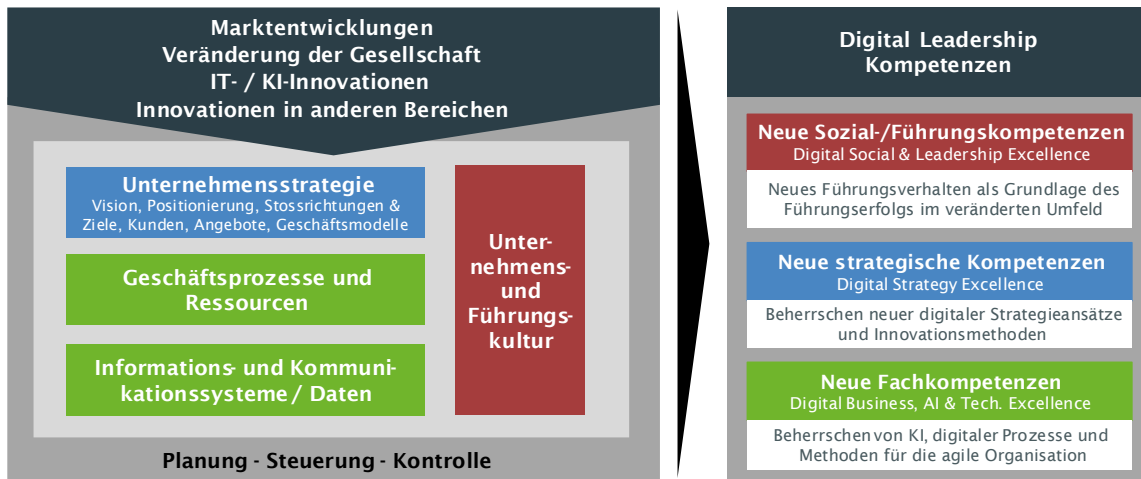 Marktentwicklungen
Veränderung der Gesellschaft
IT- / KI-Innovationen
Innovationen in anderen Bereichen
Unternehmensstrategie
Vision, Positionierung, Stossrichtungen &
Ziele, Kunden, Angebote, Geschäftsmodelle
Geschäftsprozesse und
Ressourcen
Informations- und Kommuni-
kationssysteme / Daten
Unter-
nehmens-
und
Führungs-
kultur
Planung - Steuerung - Kontrolle
Digital Leadership
Kompetenzen
Neue Sozial-/Führungskompetenzen
Digital Social & Leadership Excellence
Neues Führungsverhalten als Grundlage des
Führungserfolgs im veränderten Umfeld
Neue strategische Kompetenzen
Digital Strategy Excellence
Beherrschen neuer digitaler Strategieansätze
und Innovationsmethoden
Neue Fachkompetenzen
Digital Business, AI & Tech. Excellence
Beherrschen von KI, digitaler Prozesse und
Methoden für die agile Organisation